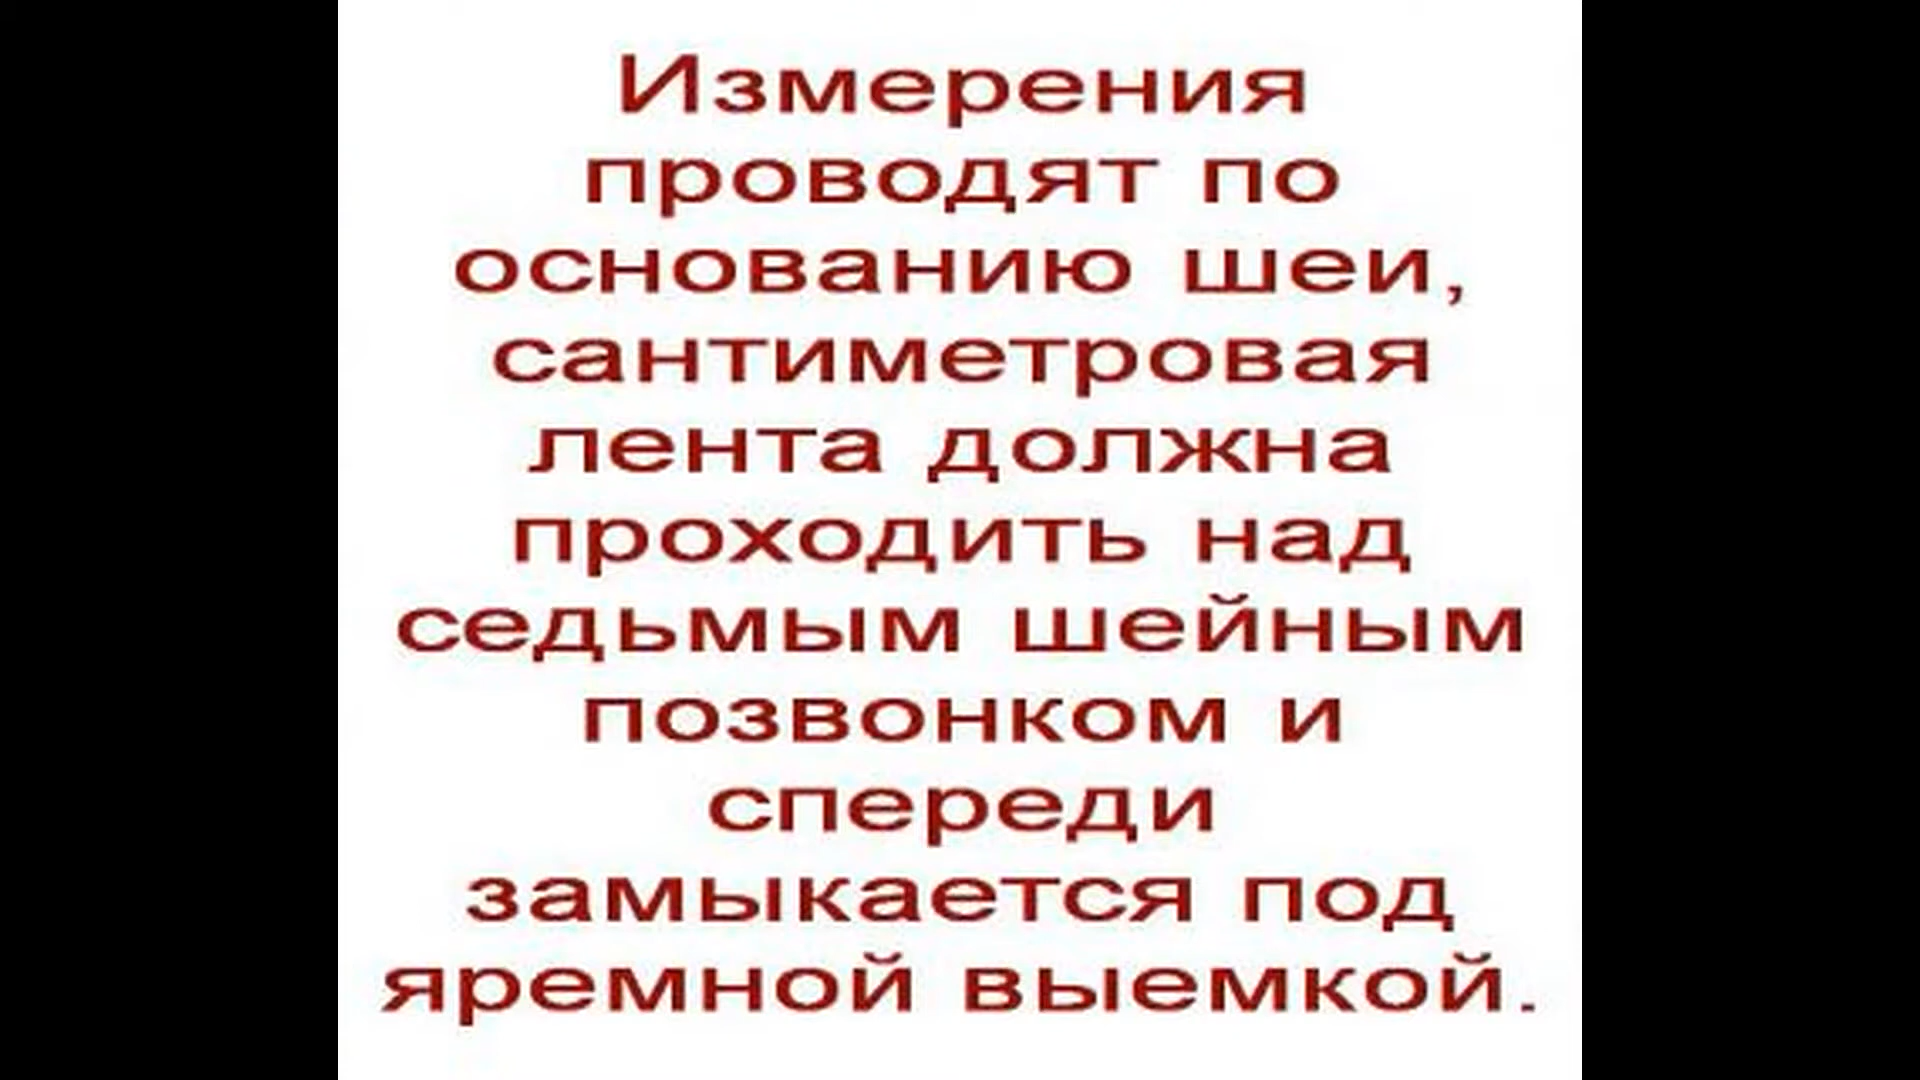 Измерения
проводят по
основанию шеи,
сантиметровая
лента должна
проходить над
седьмым шейным
позвонком и
спереди
замыкается под
яремной выемкой.